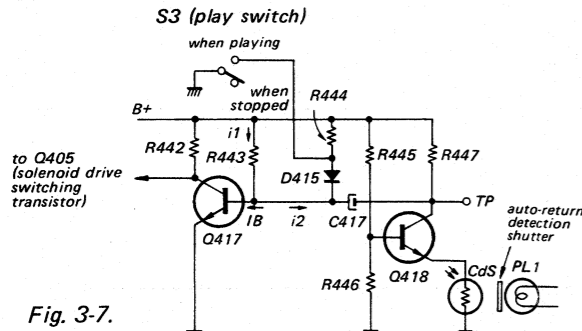 S3 (play switch)
when playing
when
stopped
R444
B+
i1
R442
R443
R445
R447
to Q405
(solenoid drive
switching
transistor)
D415
TP
IB
i2
C417
auto-return
detection
shutter
Q417
Q418
CdS
PL1
R446
Fig. 3-7.